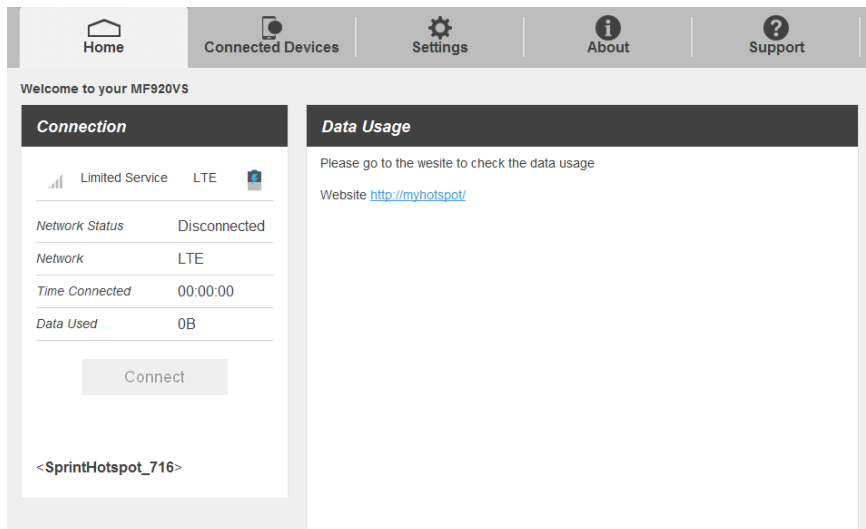 Home
Connected Devices
Settings
About
Support
Welcome to your MF920VS
Connection
Limited Service LTE
Network Status Disconnected
Network LTE
Time Connected 00:00:00
Data Used 0B
Connect
<SprintHotspot_716>
Data Usage
Please go to the wesite to check the data usage
Website http://myhotspot/